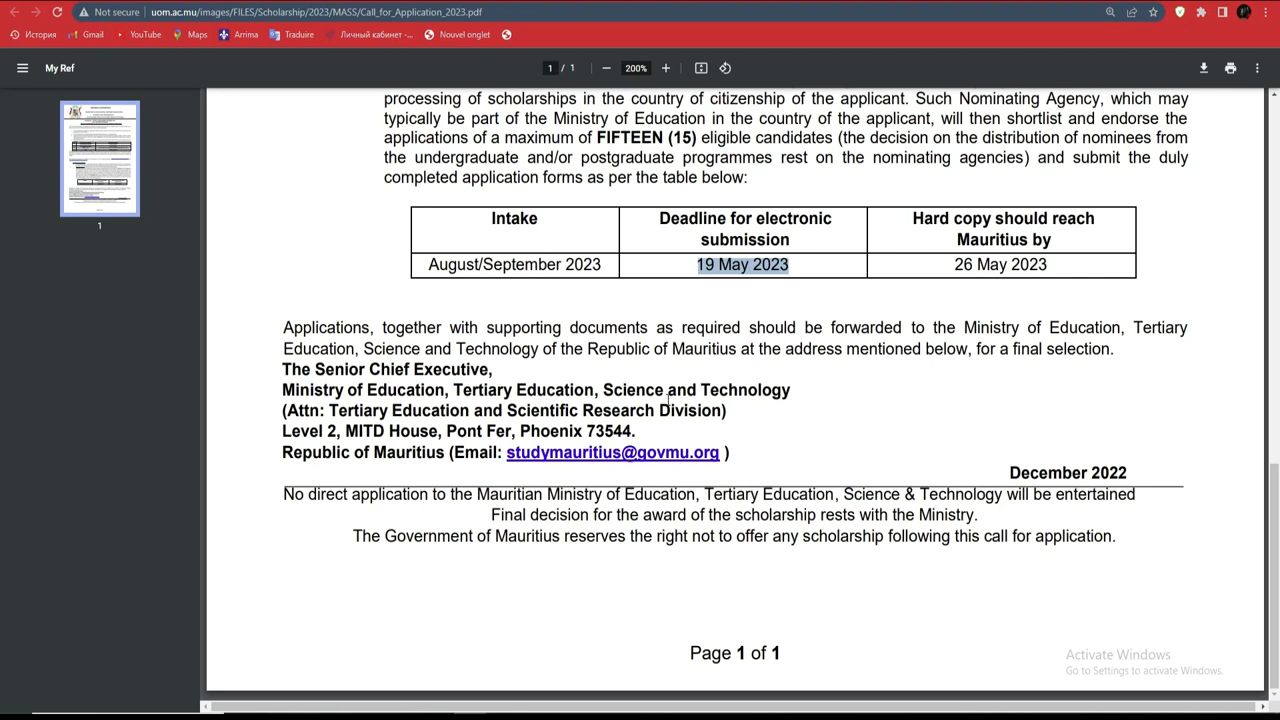 Not secure uom.ac.mu/images/FILES/Scholarship/2023/MASS/Call_for_Application_2023.pdf
История Gmail YouTube Maps Arrima Traduire Личный кабинет -... Nouvel onglet
My Ref 1 / 1 200%
processing of scholarships in the country of citizenship of the applicant. Such Nominating Agency, which may
typically be part of the Ministry of Education in the country of the applicant, will then shortlist and endorse the
applications of a maximum of FIFTEEN (15) eligible candidates (the decision on the distribution of nominees from
the undergraduate and/or postgraduate programmes rest on the nominating agencies) and submit the duly
completed application forms as per the table below:
Intake
Deadline for electronic
submission
Hard copy should reach
Mauritius by
August/September 2023 19 May 2023 26 May 2023
1
Applications, together with supporting documents as required should be forwarded to the Ministry of Education, Tertiary
Education, Science and Technology of the Republic of Mauritius at the address mentioned below, for a final selection.
The Senior Chief Executive,
Ministry of Education, Tertiary Education, Science and Technology
(Attn: Tertiary Education and Scientific Research Division)
Level 2, MITD House, Pont Fer, Phoenix 73544.
Republic of Mauritius (Email: studymauritius@govmu.org )
December 2022
No direct application to the Mauritian Ministry of Education, Tertiary Education, Science & Technology will be entertained
Final decision for the award of the scholarship rests with the Ministry.
The Government of Mauritius reserves the right not to offer any scholarship following this call for application.
Page 1 of 1
Activate Windows
Go to Settings to activate Windows.